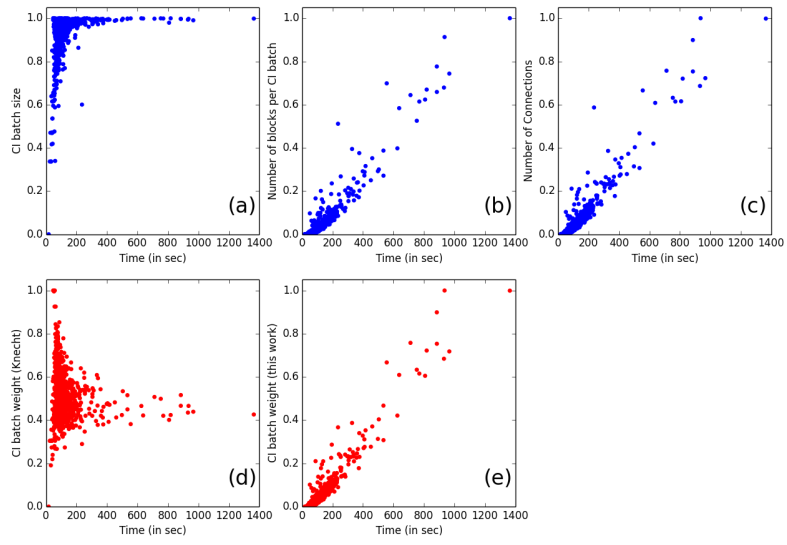 1.0
0.8
0.6
0.4
0.2
0.0
CI batch size
(a)
0 200 400 600 800 1000 1200 1400
Time (in sec)
1.0
0.8
0.6
0.4
0.2
0.0
Number of blocks per CI batch
(b)
0 200 400 600 800 1000 1200 1400
Time (in sec)
1.0
0.8
0.6
0.4
0.2
0.0
Number of Connections
(c)
0 200 400 600 800 1000 1200 1400
Time (in sec)
1.0
0.8
0.6
0.4
0.2
0.0
CI batch weight (Knecht)
(d)
0 200 400 600 800 1000 1200 1400
Time (in sec)
1.0
0.8
0.6
0.4
0.2
0.0
CI batch weight (this work)
(e)
0 200 400 600 800 1000 1200 1400
Time (in sec)